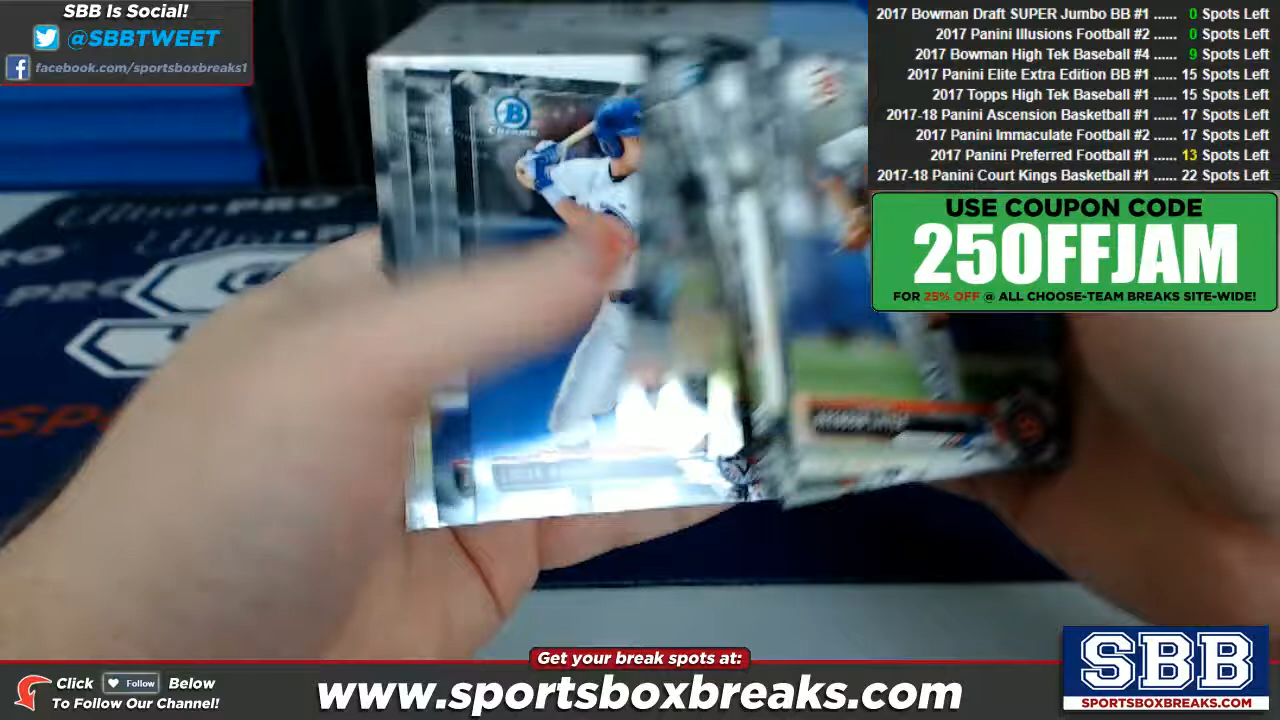 SBB Is Social!
@SBBTWEET
facebook.com/sportsboxbreaks1
2017 Bowman Draft SUPER Jumbo BB #1 ...... 0 Spots Left
2017 Panini Illusions Football #2 ...... 0 Spots Left
2017 Bowman High Tek Baseball #4 ...... 9 Spots Left
2017 Panini Elite Extra Edition BB #1 ...... 15 Spots Left
2017 Topps High Tek Baseball #1 ...... 15 Spots Left
2017-18 Panini Ascension Basketball #1 ...... 17 Spots Left
2017 Panini Immaculate Football #2 ...... 17 Spots Left
2017 Panini Preferred Football #1 ...... 13 Spots Left
2017-18 Panini Court Kings Basketball #1 ...... 22 Spots Left
USE COUPON CODE
25OFFJAM
FOR 25% OFF @ ALL CHOOSE-TEAM BREAKS SITE-WIDE!
B
CHROME
PRO
PRO
Click Follow Below
To Follow Our Channel!
Get your break spots at:
www.sportsboxbreaks.com
SBB
SPORTSBOXBREAKS.COM